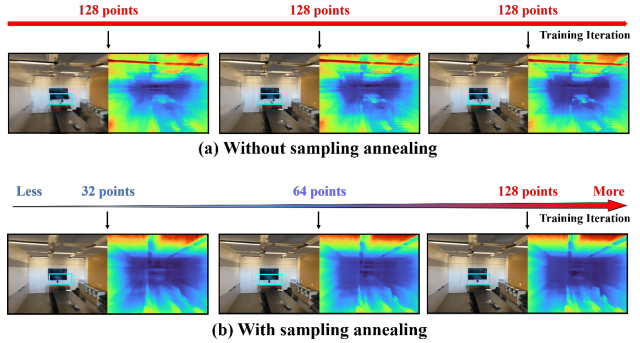 128 points 128 points 128 points
Training Iteration
(a) Without sampling annealing
Less 32 points 64 points 128 points More
Training Iteration
(b) With sampling annealing